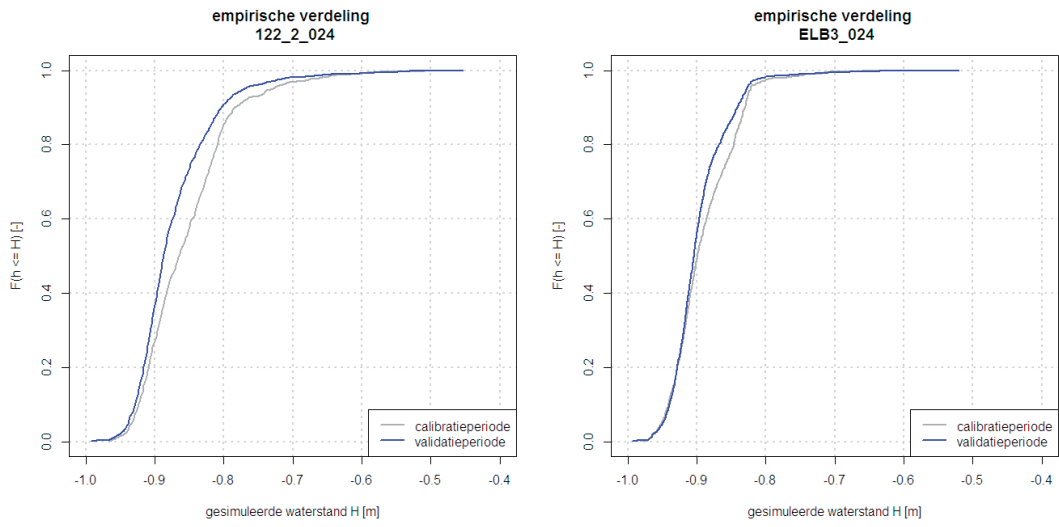 empirische verdeling
122_2_024
F(h <= H) [-]
1.0
0.8
0.6
0.4
0.2
0.0
calibratieperiode
validatieperiode
-1.0 -0.9 -0.8 -0.7 -0.6 -0.5 -0.4
gesimuleerde waterstand H [m]
empirische verdeling
ELB3_024
F(h <= H) [-]
1.0
0.8
0.6
0.4
0.2
0.0
calibratieperiode
validatieperiode
-1.0 -0.9 -0.8 -0.7 -0.6 -0.5 -0.4
gesimuleerde waterstand H [m]